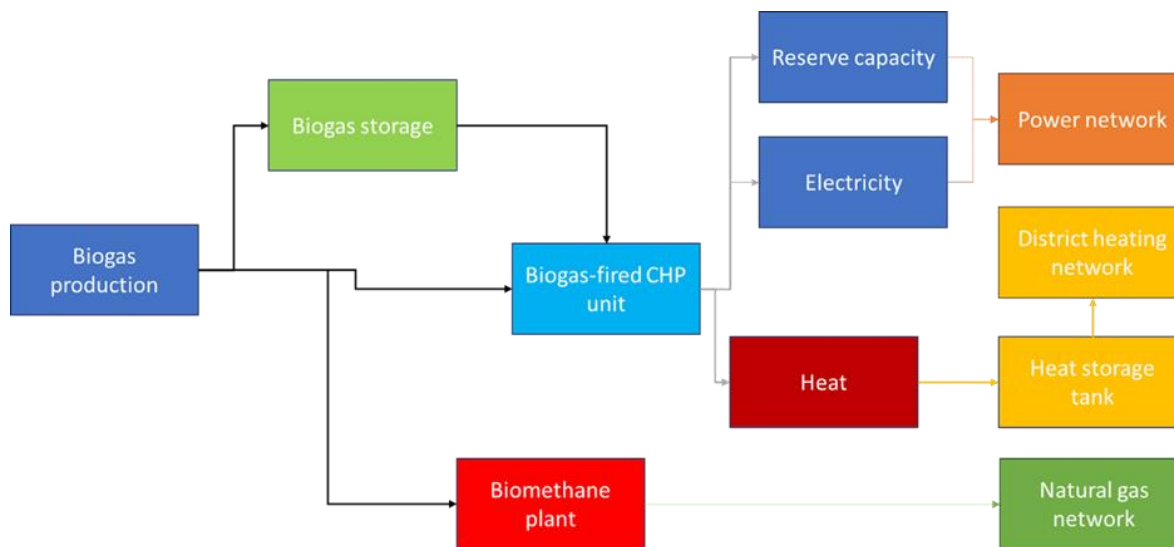 Reserve capacity
Power network
Biogas storage
Electricity
Biogas
production
Biogas-fired CHP
unit
District heating
network
Heat
Heat storage
tank
Biomethane
plant
Natural gas
network